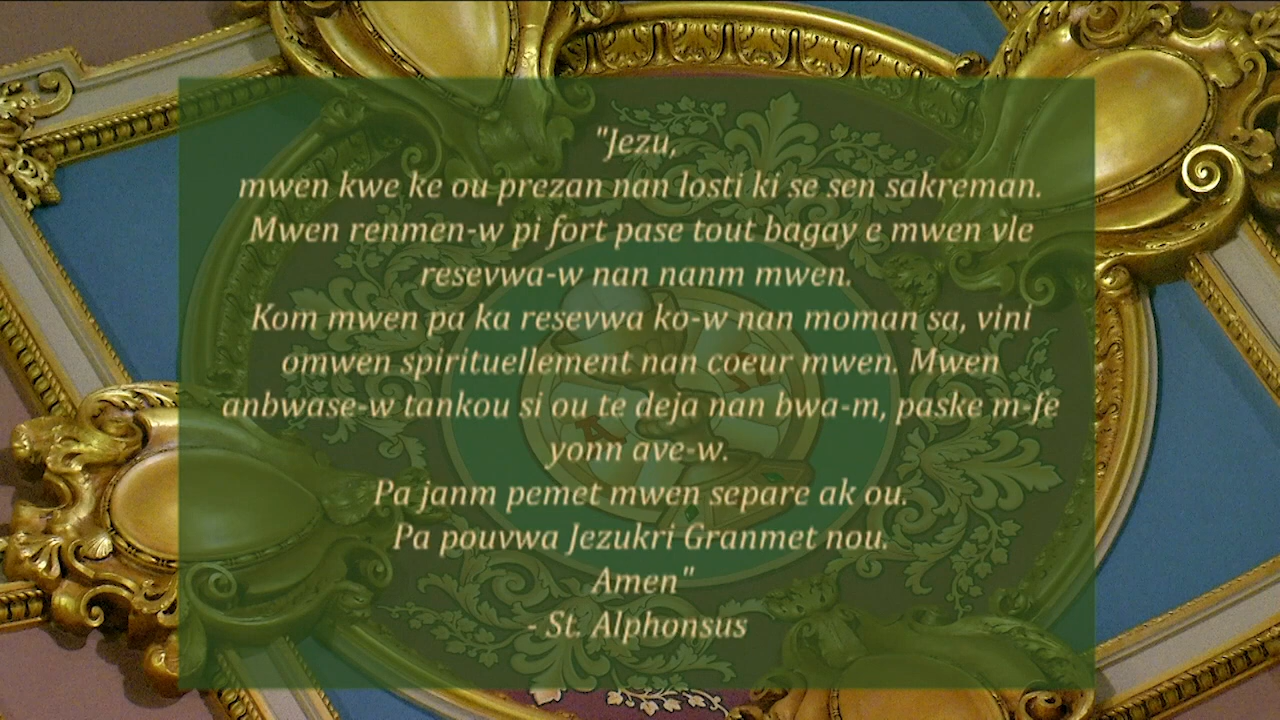 "Jezu,
mwen kwe ke ou prezan nan losti ki se sen sakreman.
Mwen renmen-w pi fort pase tout bagay e mwen vle
resevwa-w nan nanm mwen.
Kom mwen pa ka resevwa ko-w nan moman sa, vini
omwen spirituellement nan coeur mwen. Mwen
anbwase-w tankou si ou te deja nan bwa-m, paske m-fe
yonn ave-w.
Pa janm pemet mwen separe ak ou.
Pa pouvwa Jezukri Granmet nou.
Amen"
- St. Alphonsus